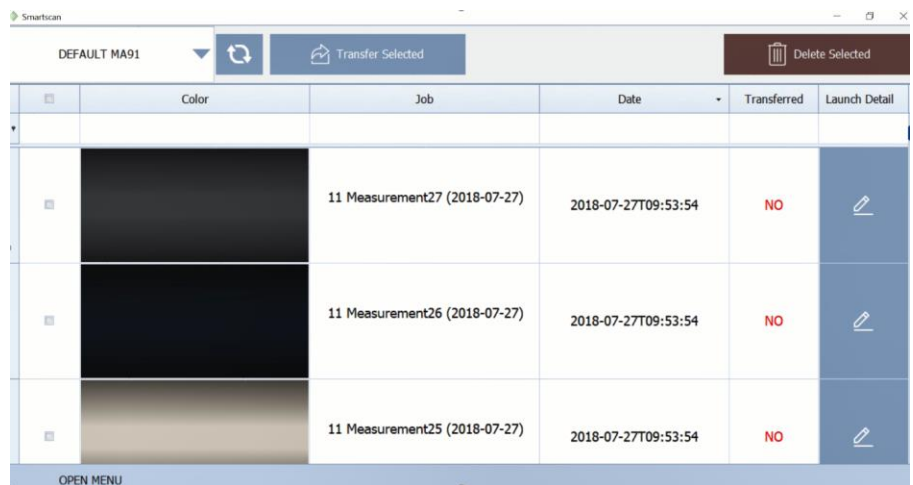 Smartscan
DEFAULT MA91
Transfer Selected
Delete Selected
Color Job Date Transferred Launch Detail
11 Measurement27 (2018-07-27) 2018-07-27T09:53:54 NO
11 Measurement26 (2018-07-27) 2018-07-27T09:53:54 NO
11 Measurement25 (2018-07-27) 2018-07-27T09:53:54 NO
OPEN MENU